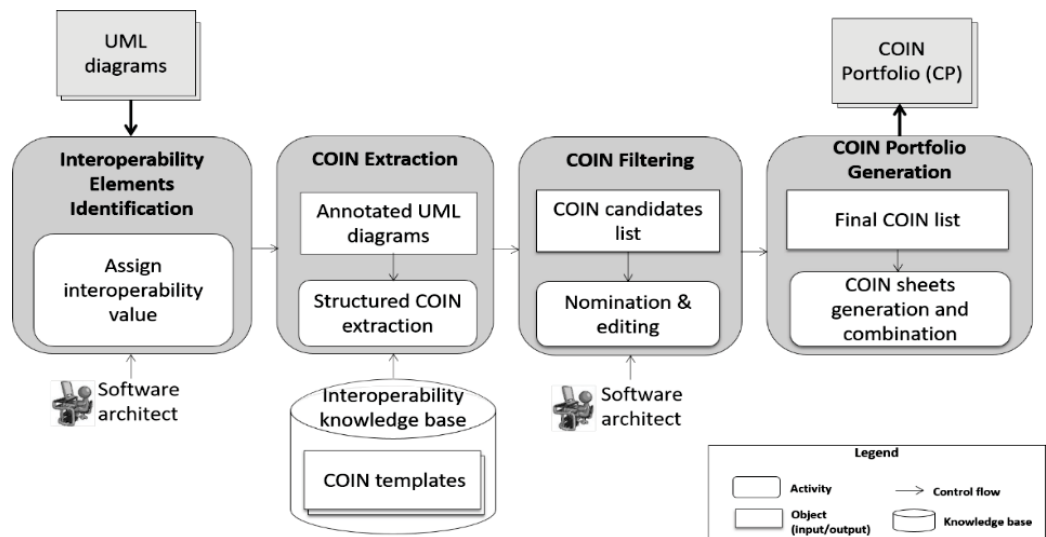 UML
diagrams
COIN
Portfolio (CP)
Interoperability
Elements
Identification
Assign
interoperability
value
Software
architect
COIN Extraction
Annotated UML
diagrams
Structured COIN
extraction
Interoperability
knowledge base
COIN templates
COIN Filtering
COIN candidates
list
Nomination &
editing
Software
architect
COIN Portfolio
Generation
Final COIN list
COIN sheets
generation and
combination
Legend
Activity
Control flow
Object
(input/output)
Knowledge base